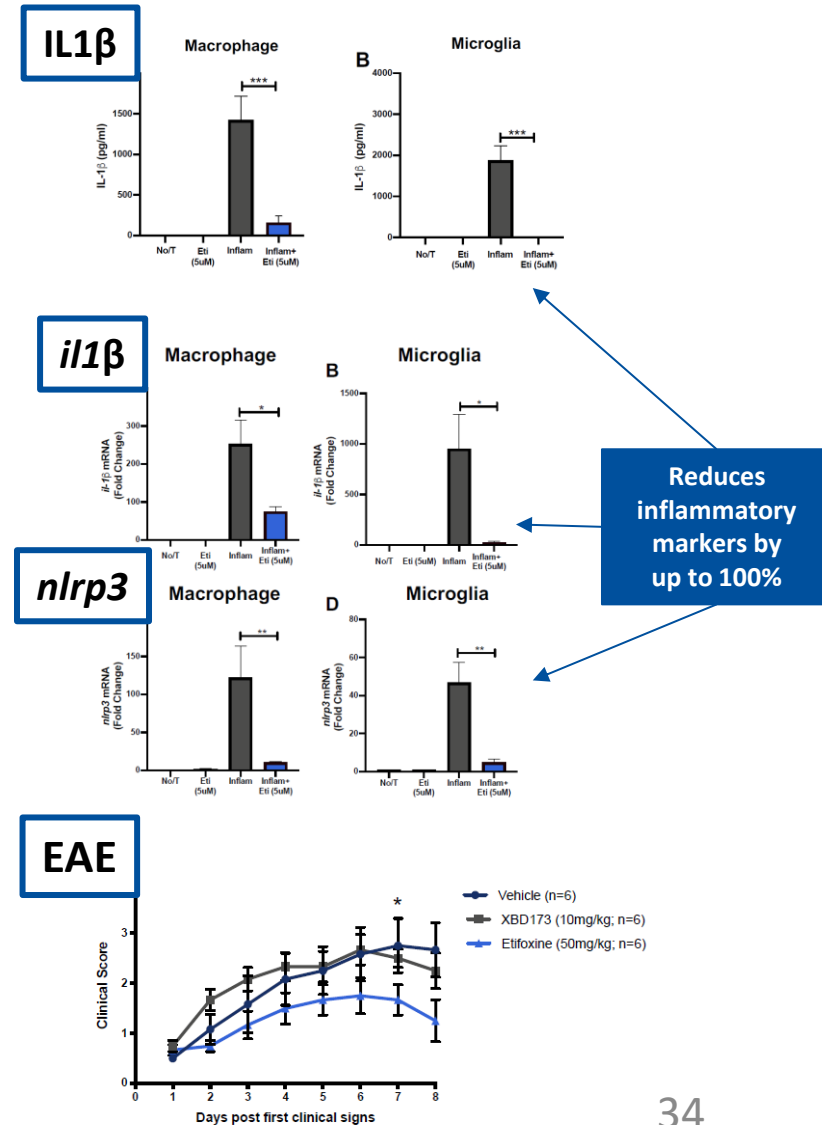 IL1β
Macrophage
***
IL-1β (pg/ml)
1500
1000
500
0
No/T
Eti
(5uM)
Inflam
Inflam+
Eti (5uM)
B
Microglia
***
IL-1β (pg/ml)
4000
3000
2000
1000
0
No/T
Eti
(5uM)
Inflam
Inflam+
Eti (5uM)
il1β
Macrophage
*
il-1β mRNA
(Fold Change)
300
200
100
0
No/T
Eti
(5uM)
Inflam
Inflam+
Eti (5uM)
B
Microglia
*
il-1β mRNA
(Fold Change)
1500
1000
500
0
No/T
Eti (5uM)
Inflam
Inflam+
Eti (5uM)
Reduces
inflammatory
markers by
up to 100%
nlrp3
Macrophage
**
nlrp3 mRNA
(Fold Change)
150
100
50
0
No/T
Eti
(5uM)
Inflam
Inflam+
Eti (5uM)
D
Microglia
**
nlrp3 mRNA
(Fold Change)
80
60
40
20
0
No/T
Eti
(5uM)
Inflam
Inflam+
Eti (5uM)
EAE
*
Vehicle (n=6)
XBD173 (10mg/kg; n=6)
Etifoxine (50mg/kg; n=6)
Clinical Score
3
2
1
0
0 1 2 3 4 5 6 7 8
Days post first clinical signs
34